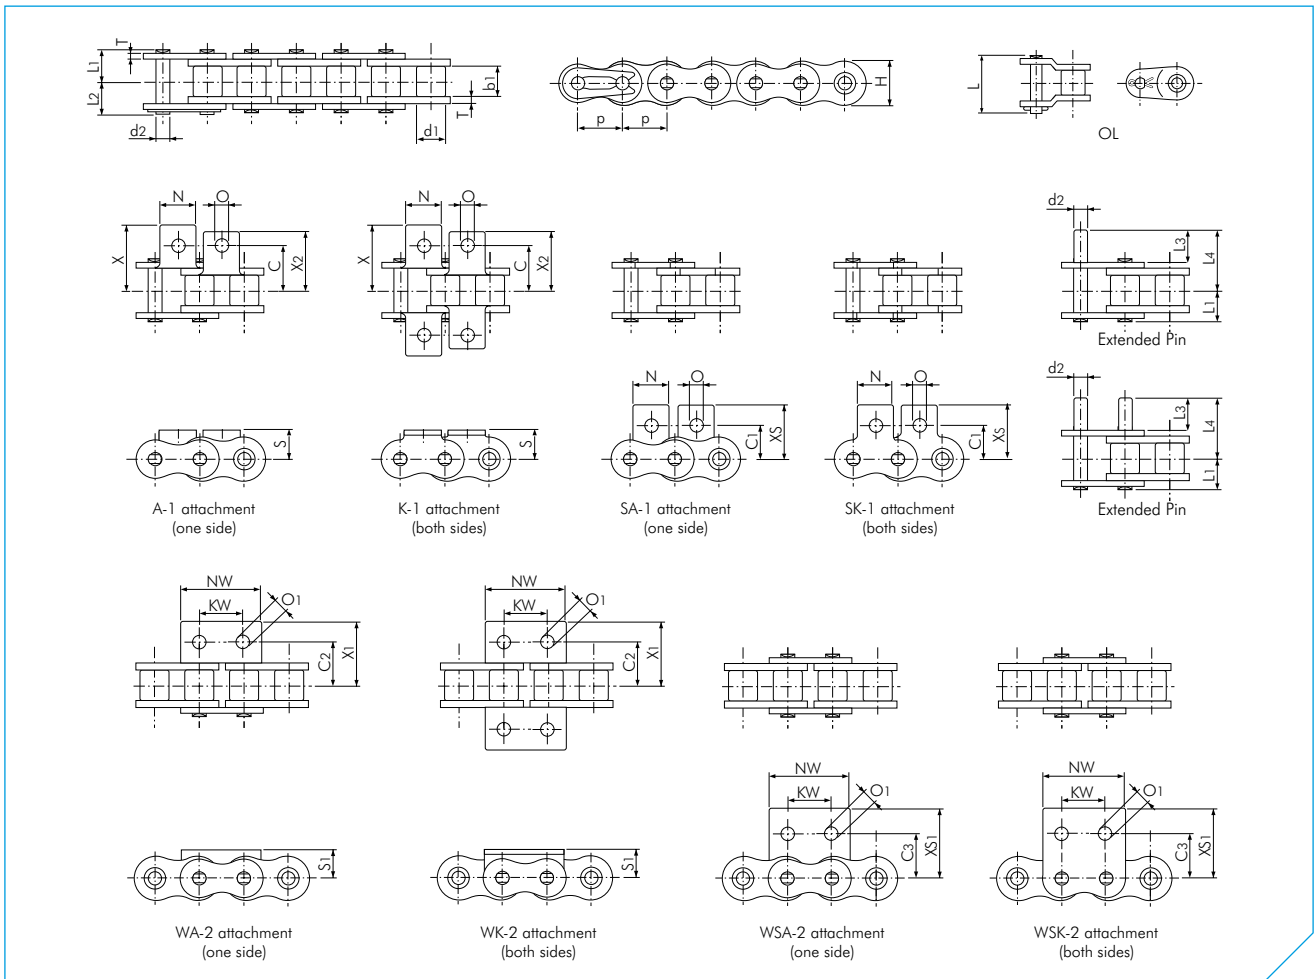 T
L1
L2
d2
d1
b1
T
p
p
H
L
OL
N
O
X
C
X2
N
O
X
C
X2
d2
L3
L4
L1
Extended Pin
S
S
N
O
C1
XS
N
O
C1
XS
d2
L3
L4
L1
Extended Pin
A-1 attachment
(one side)
K-1 attachment
(both sides)
SA-1 attachment
(one side)
SK-1 attachment
(both sides)
NW
KW
O1
C2
X1
NW
KW
O1
C2
X1
S1
S1
NW
KW
O1
C3
XS1
NW
KW
O1
C3
XS1
WA-2 attachment
(one side)
WK-2 attachment
(both sides)
WSA-2 attachment
(one side)
WSK-2 attachment
(both sides)